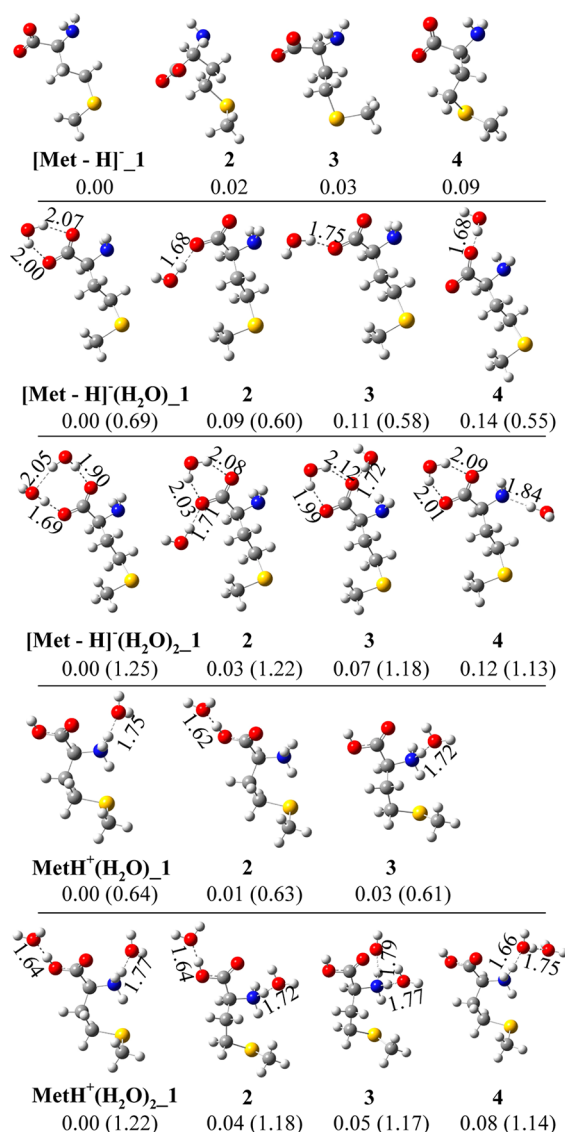 [Met - H]⁻_1 2 3 4
0.00 0.02 0.03 0.09
2.07 2.00 1.68 1.75 1.68
[Met - H]⁻(H₂O)_1 2 3 4
0.00 (0.69) 0.09 (0.60) 0.11 (0.58) 0.14 (0.55)
2.05 1.90 1.69 2.08 2.03 1.71 2.12 1.72 1.99 2.09 2.01 1.84
[Met - H]⁻(H₂O)₂_1 2 3 4
0.00 (1.25) 0.03 (1.22) 0.07 (1.18) 0.12 (1.13)
1.75 1.62 1.72
MetH⁺(H₂O)_1 2 3
0.00 (0.64) 0.01 (0.63) 0.03 (0.61)
1.64 1.77 1.64 1.72 1.79 1.77 1.66 1.75
MetH⁺(H₂O)₂_1 2 3 4
0.00 (1.22) 0.04 (1.18) 0.05 (1.17) 0.08 (1.14)